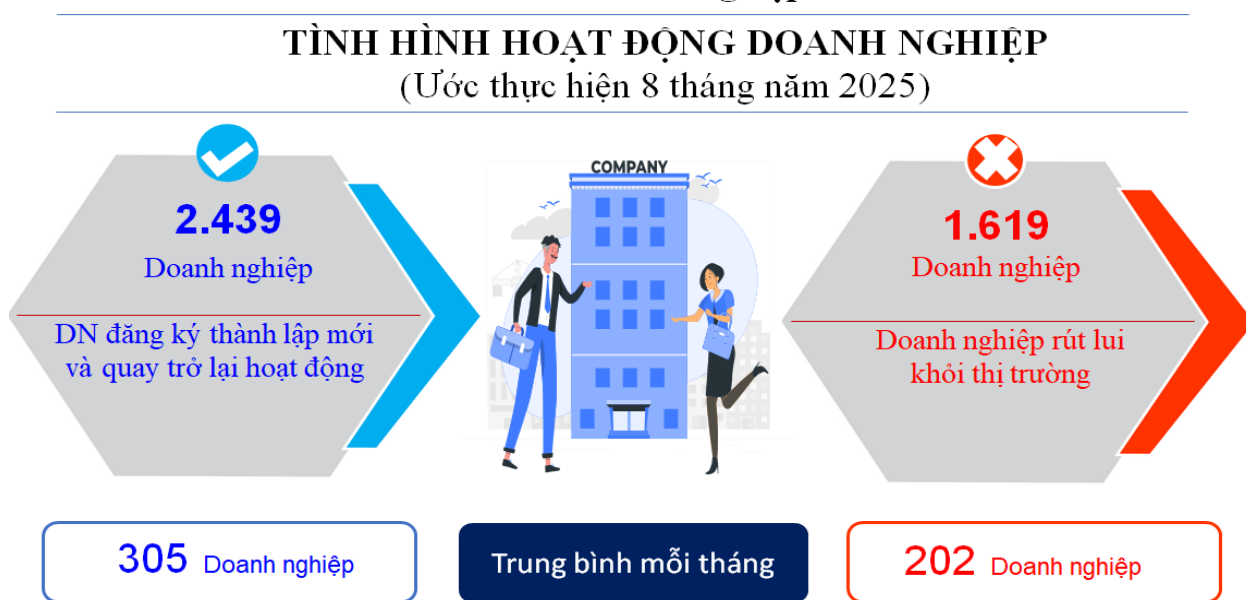 TÌNH HÌNH HOẠT ĐỘNG DOANH NGHIỆP
(Ước thực hiện 8 tháng năm 2025)
2.439
Doanh nghiệp
DN đăng ký thành lập mới
và quay trở lại hoạt động
COMPANY
1.619
Doanh nghiệp
Doanh nghiệp rút lui
khỏi thị trường
305 Doanh nghiệp
Trung bình mỗi tháng
202 Doanh nghiệp